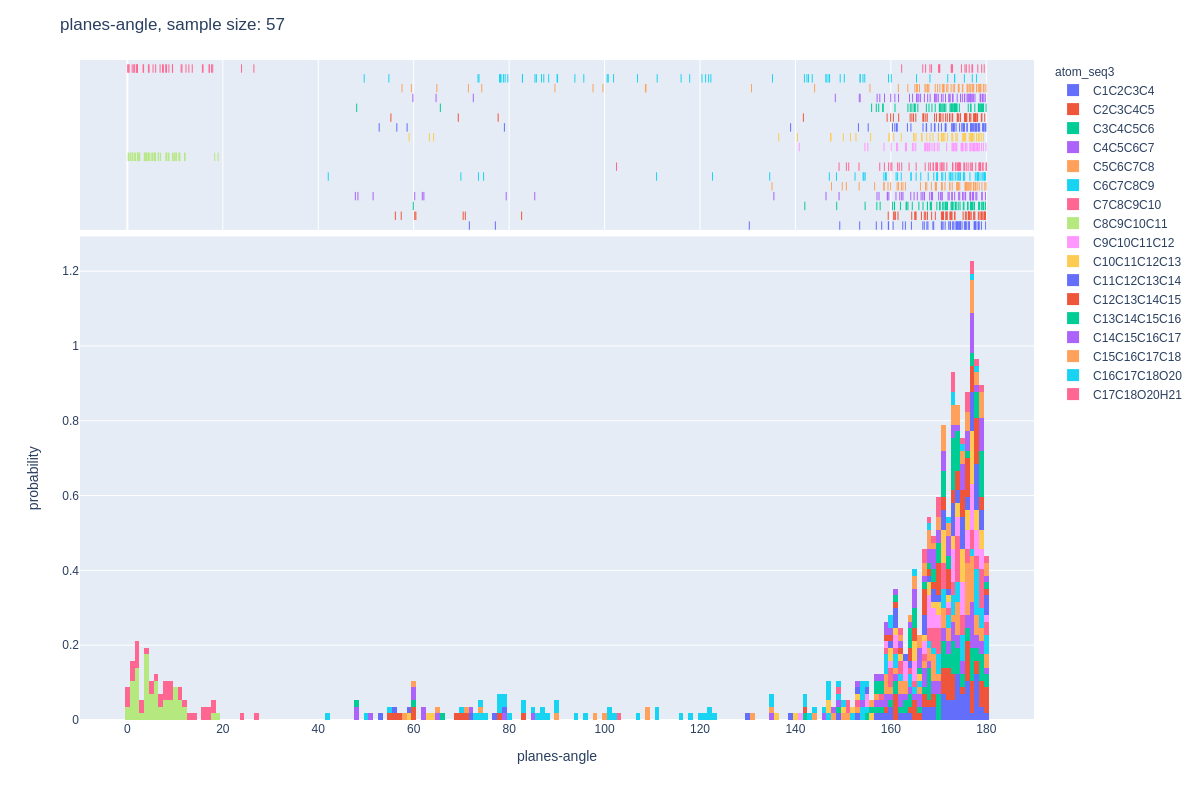 planes-angle, sample size: 57
atom_seq3
C1C2C3C4
C2C3C4C5
C3C4C5C6
C4C5C6C7
C5C6C7C8
C6C7C8C9
C7C8C9C10
C8C9C10C11
C9C10C11C12
C10C11C12C13
C11C12C13C14
C12C13C14C15
C13C14C15C16
C14C15C16C17
C15C16C17C18
C16C17C18O20
C17C18O20H21
1.2
1
0.8
0.6
0.4
0.2
0
probability
0 20 40 60 80 100 120 140 160 180
planes-angle